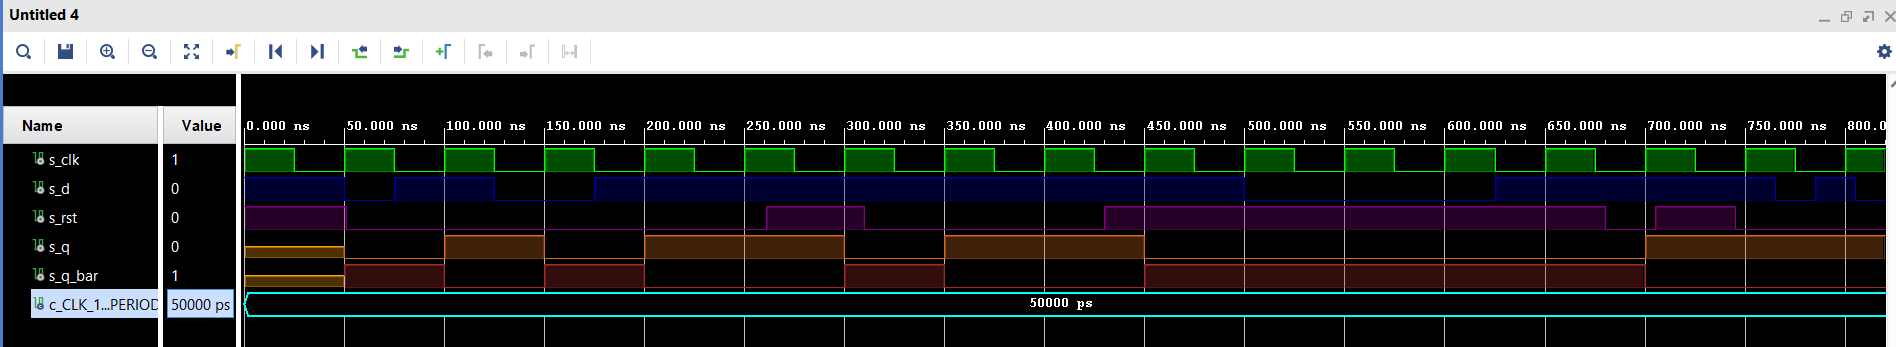 Untitled 4
Name Value
0.000 ns 50.000 ns 100.000 ns 150.000 ns 200.000 ns 250.000 ns 300.000 ns 350.000 ns 400.000 ns 450.000 ns 500.000 ns 550.000 ns 600.000 ns 650.000 ns 700.000 ns 750.000 ns 800.0
s_clk 1
s_d 0
s_rst 0
s_q 0
s_q_bar 1
c_CLK_1...PERIOD 50000 ps 50000 ps